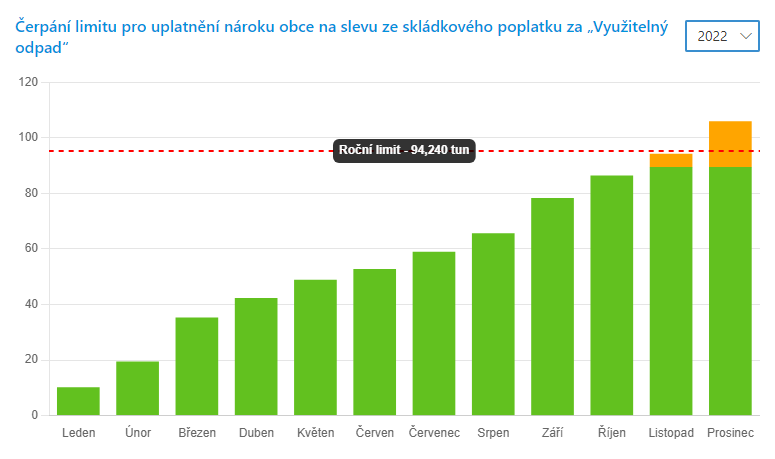 Čerpání limitu pro uplatnění nároku obce na slevu ze skládkového poplatku za „Využitelný
odpad“
2022
120
100
80
60
40
20
0
Roční limit - 94,240 tun
Leden Únor Březen Duben Květen Červen Červenec Srpen Září Říjen Listopad Prosinec